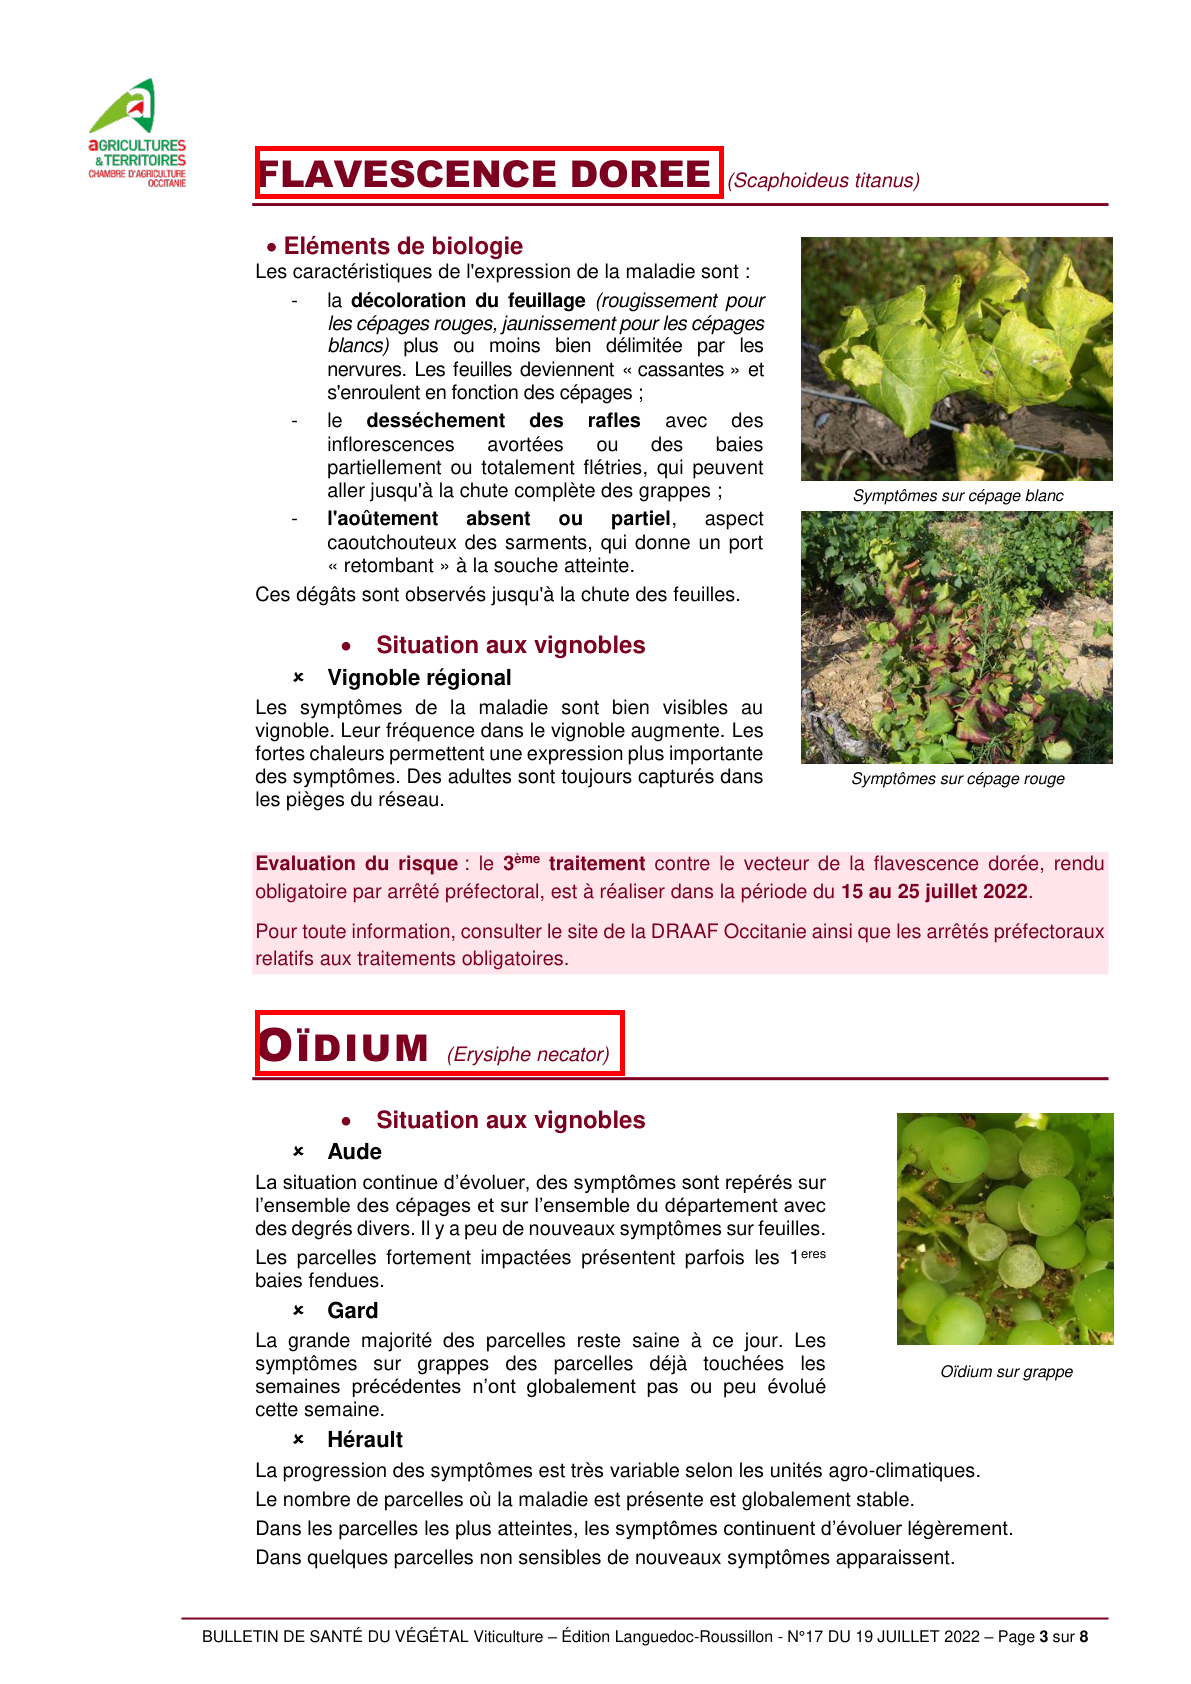 aGRICULTURES
& TERRITOIRES
CHAMBRE D'AGRICULTURE
OCCITANIE
FLAVESCENCE DOREE (Scaphoideus titanus)
• Eléments de biologie
Les caractéristiques de l'expression de la maladie sont :
- la décoloration du feuillage (rougissement pour
les cépages rouges, jaunissement pour les cépages
blancs) plus ou moins bien délimitée par les
nervures. Les feuilles deviennent « cassantes » et
s'enroulent en fonction des cépages ;
- le desséchement des rafles avec des
inflorescences avortées ou des baies
partiellement ou totalement flétries, qui peuvent
aller jusqu'à la chute complète des grappes ;
- l'aoûtement absent ou partiel, aspect
caoutchouteux des sarments, qui donne un port
« retombant » à la souche atteinte.
Ces dégâts sont observés jusqu'à la chute des feuilles.
Symptômes sur cépage blanc
• Situation aux vignobles
× Vignoble régional
Les symptômes de la maladie sont bien visibles au
vignoble. Leur fréquence dans le vignoble augmente. Les
fortes chaleurs permettent une expression plus importante
des symptômes. Des adultes sont toujours capturés dans
les pièges du réseau.
Symptômes sur cépage rouge
Evaluation du risque : le 3ème traitement contre le vecteur de la flavescence dorée, rendu
obligatoire par arrêté préfectoral, est à réaliser dans la période du 15 au 25 juillet 2022.
Pour toute information, consulter le site de la DRAAF Occitanie ainsi que les arrêtés préfectoraux
relatifs aux traitements obligatoires.
OÏDIUM (Erysiphe necator)
• Situation aux vignobles
× Aude
La situation continue d’évoluer, des symptômes sont repérés sur
l’ensemble des cépages et sur l’ensemble du département avec
des degrés divers. Il y a peu de nouveaux symptômes sur feuilles.
Les parcelles fortement impactées présentent parfois les 1eres
baies fendues.
× Gard
La grande majorité des parcelles reste saine à ce jour. Les
symptômes sur grappes des parcelles déjà touchées les
semaines précédentes n’ont globalement pas ou peu évolué
cette semaine.
Oïdium sur grappe
× Hérault
La progression des symptômes est très variable selon les unités agro-climatiques.
Le nombre de parcelles où la maladie est présente est globalement stable.
Dans les parcelles les plus atteintes, les symptômes continuent d’évoluer légèrement.
Dans quelques parcelles non sensibles de nouveaux symptômes apparaissent.
BULLETIN DE SANTÉ DU VÉGÉTAL Viticulture – Édition Languedoc-Roussillon - N°17 DU 19 JUILLET 2022 – Page 3 sur 8